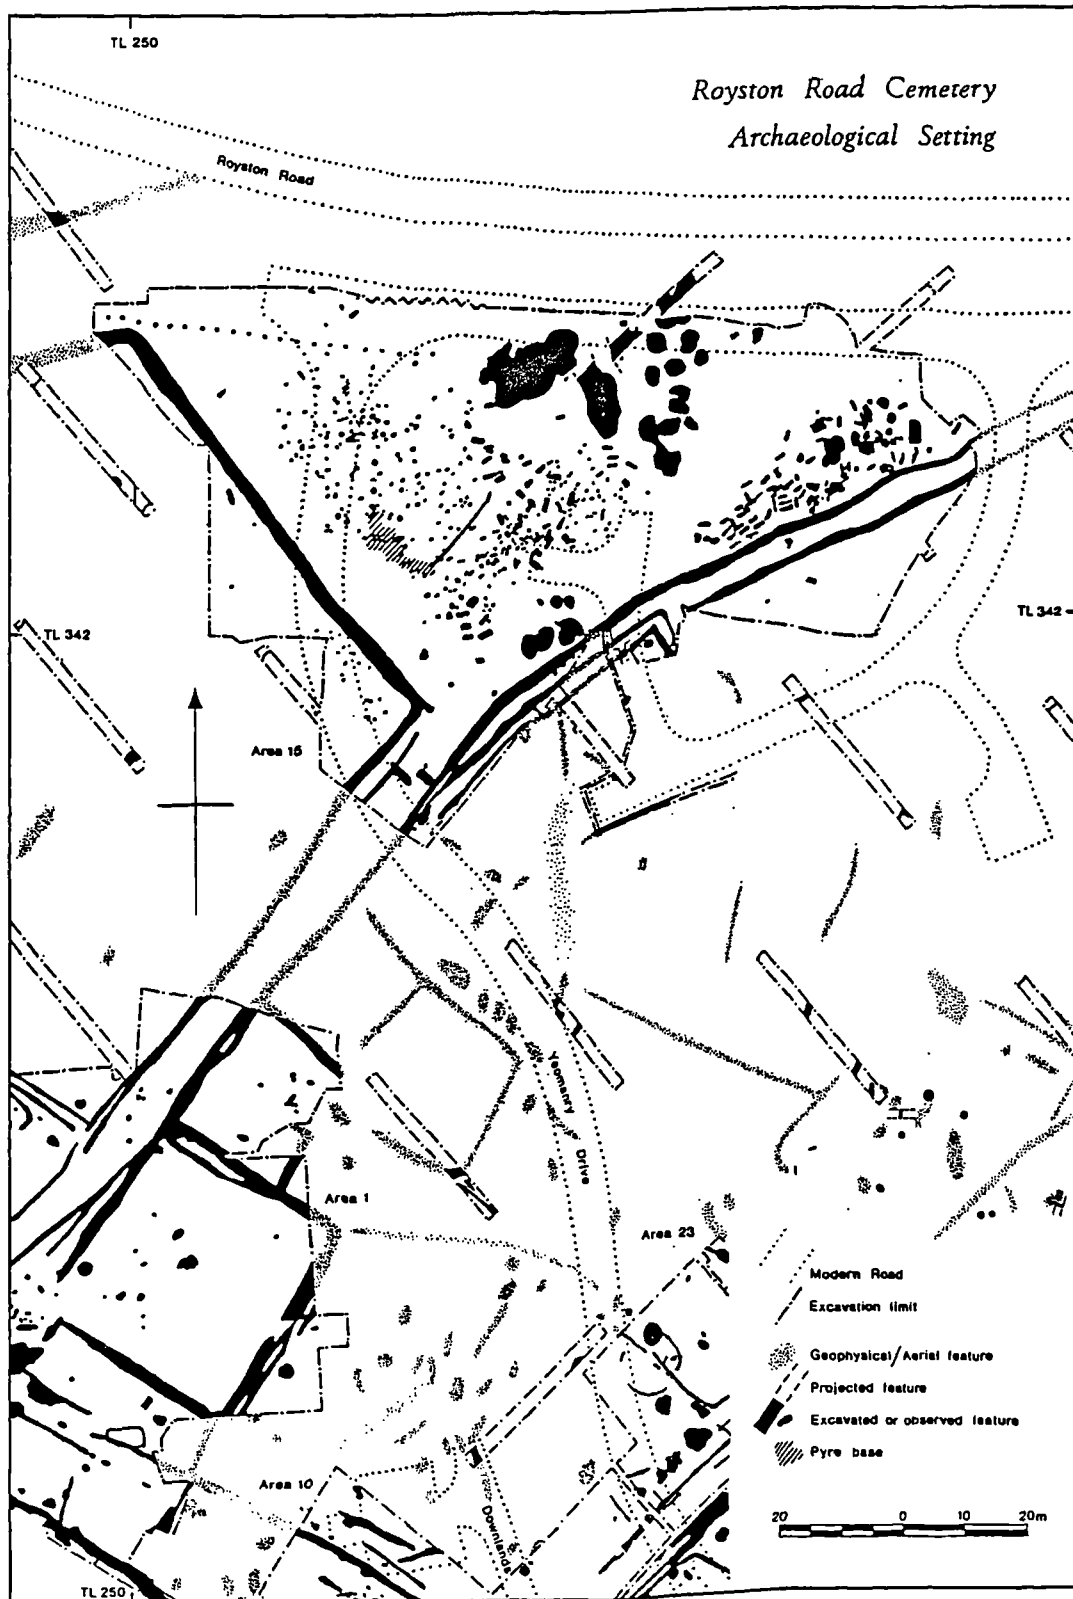 TL 250
Royston Road Cemetery
Archaeological Setting
Royston Road
TL 342
TL 342
Area 15
Yeomanry Drive
Area 1
Area 23
Modern Road
Excavation limit
Geophysical/Aerial feature
Projected feature
Excavated or observed feature
Pyre base
Area 10
Downlands
20 0 10 20m
TL 250